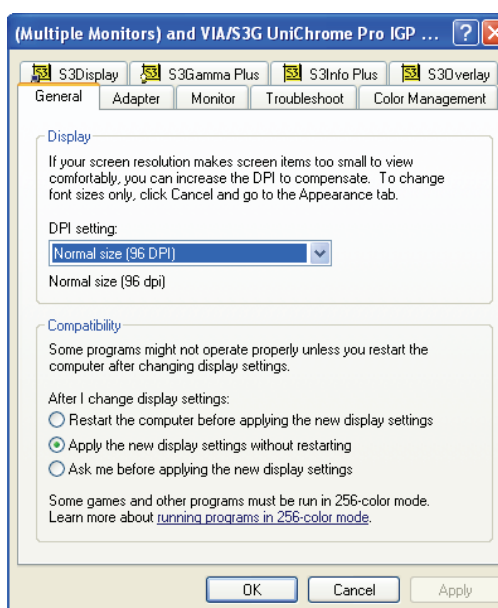 (Multiple Monitors) and VIA/S3G UniChrome Pro IGP ...
S3Display S3Gamma Plus S3Info Plus S3Overlay
General Adapter Monitor Troubleshoot Color Management
Display
If your screen resolution makes screen items too small to view
comfortably, you can increase the DPI to compensate. To change
font sizes only, click Cancel and go to the Appearance tab.
DPI setting:
Normal size (96 DPI)
Normal size (96 dpi)
Compatibility
Some programs might not operate properly unless you restart the
computer after changing display settings.
After I change display settings:
Restart the computer before applying the new display settings
Apply the new display settings without restarting
Ask me before applying the new display settings
Some games and other programs must be run in 256-color mode.
Learn more about running programs in 256-color mode.
OK Cancel Apply